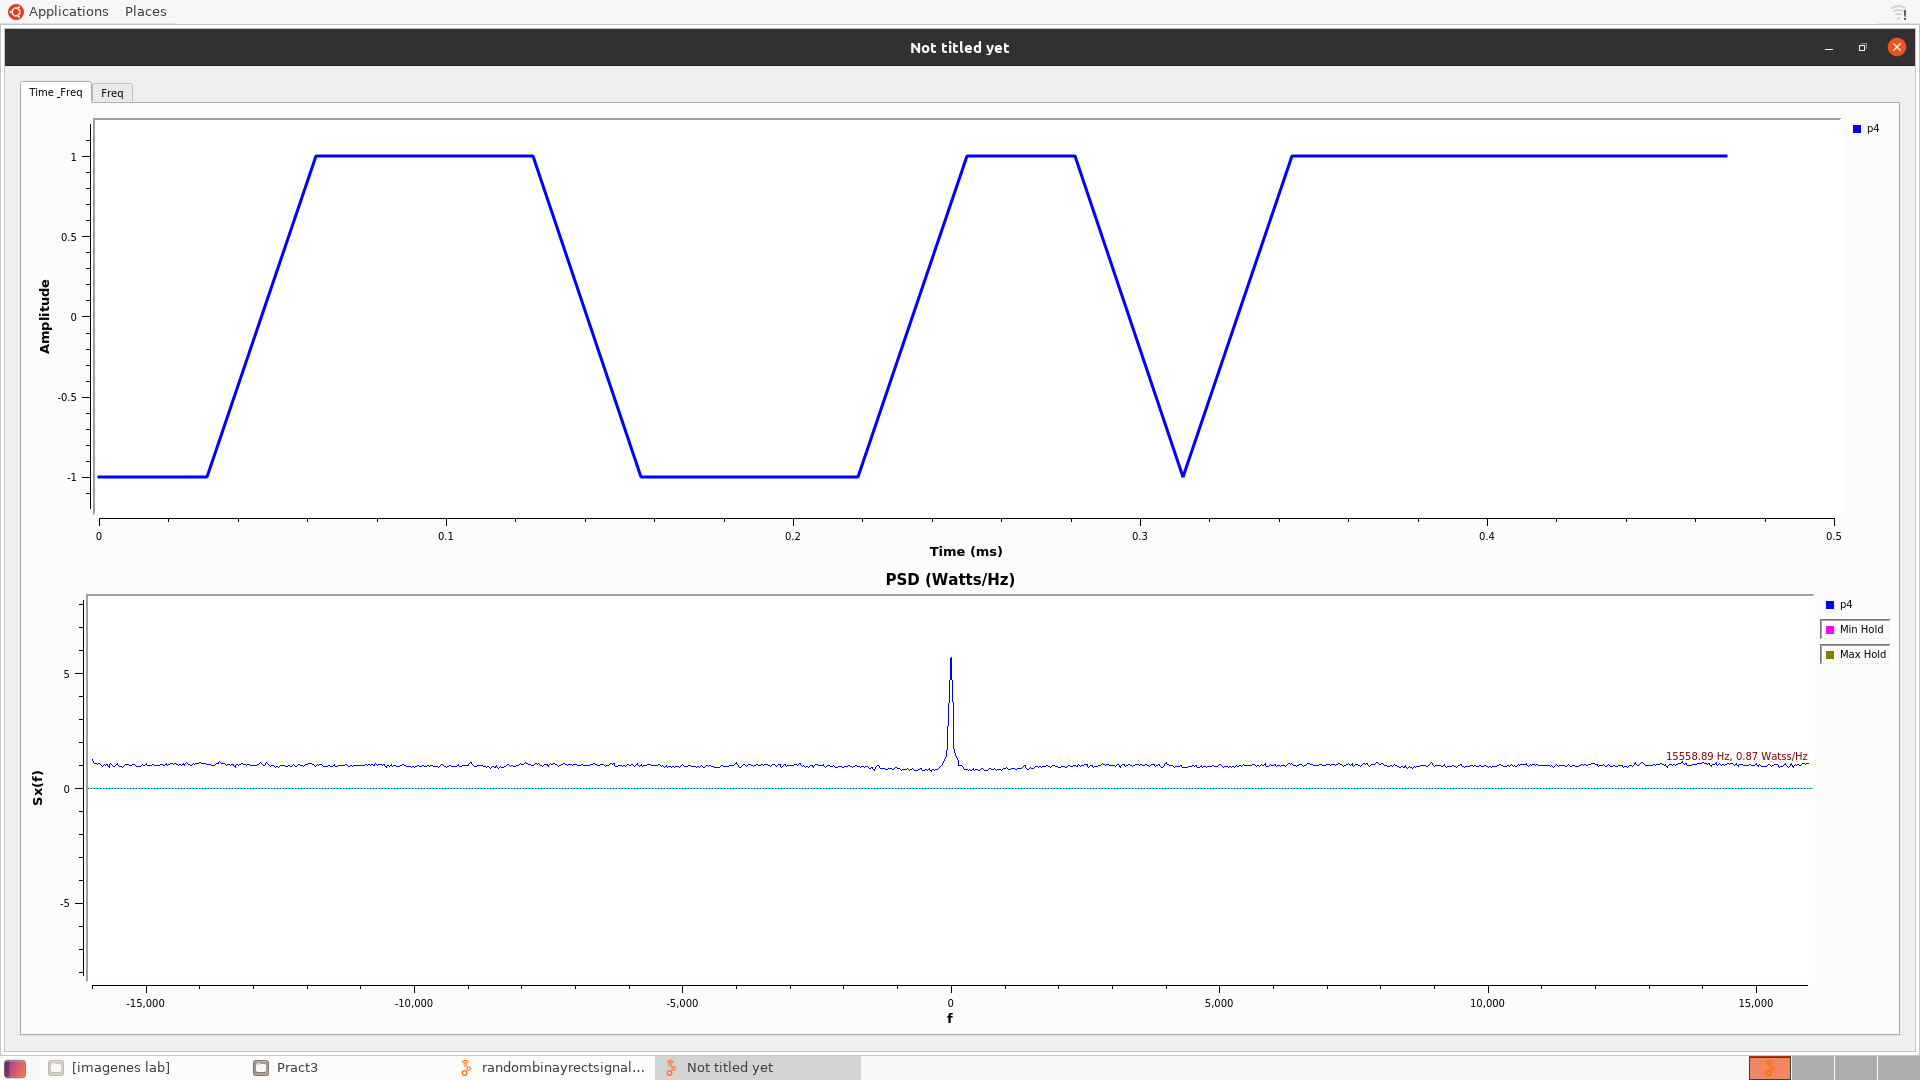 Applications Places
Not titled yet
Time _Freq Freq
p4
1
0.5
0
-0.5
-1
Amplitude
0 0.1 0.2 0.3 0.4 0.5
Time (ms)
PSD (Watts/Hz)
p4
Min Hold
Max Hold
5
0
-5
Sx(f)
15558.89 Hz, 0.87 Watss/Hz
-15,000 -10,000 -5,000 0 5,000 10,000 15,000
f
[imagenes lab] Pract3 randombinayrectsignal... Not titled yet